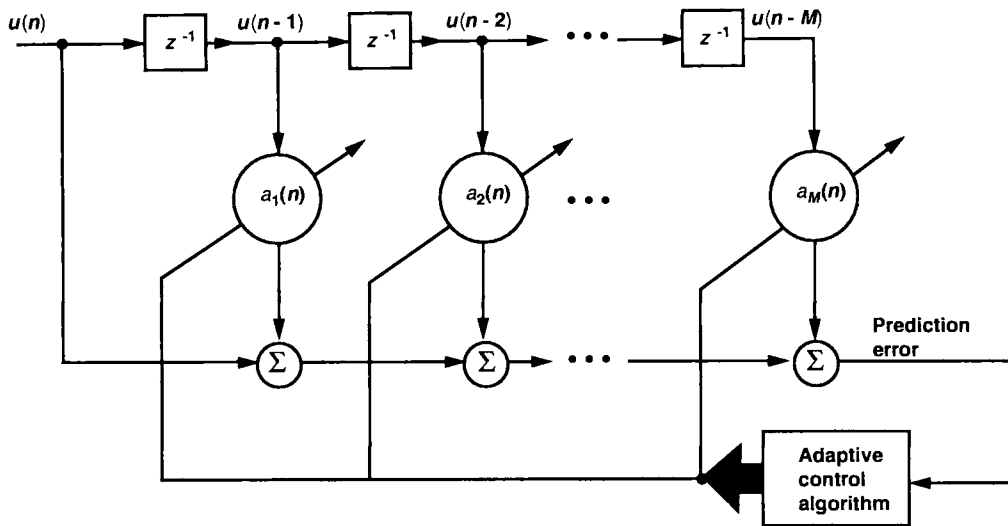 u(n)
z⁻¹
u(n - 1)
z⁻¹
u(n - 2)
• • •
z⁻¹
u(n - M)
a₁(n)
a₂(n)
• • •
a_M(n)
Σ
Σ
• • •
Σ
Prediction
error
Adaptive
control
algorithm